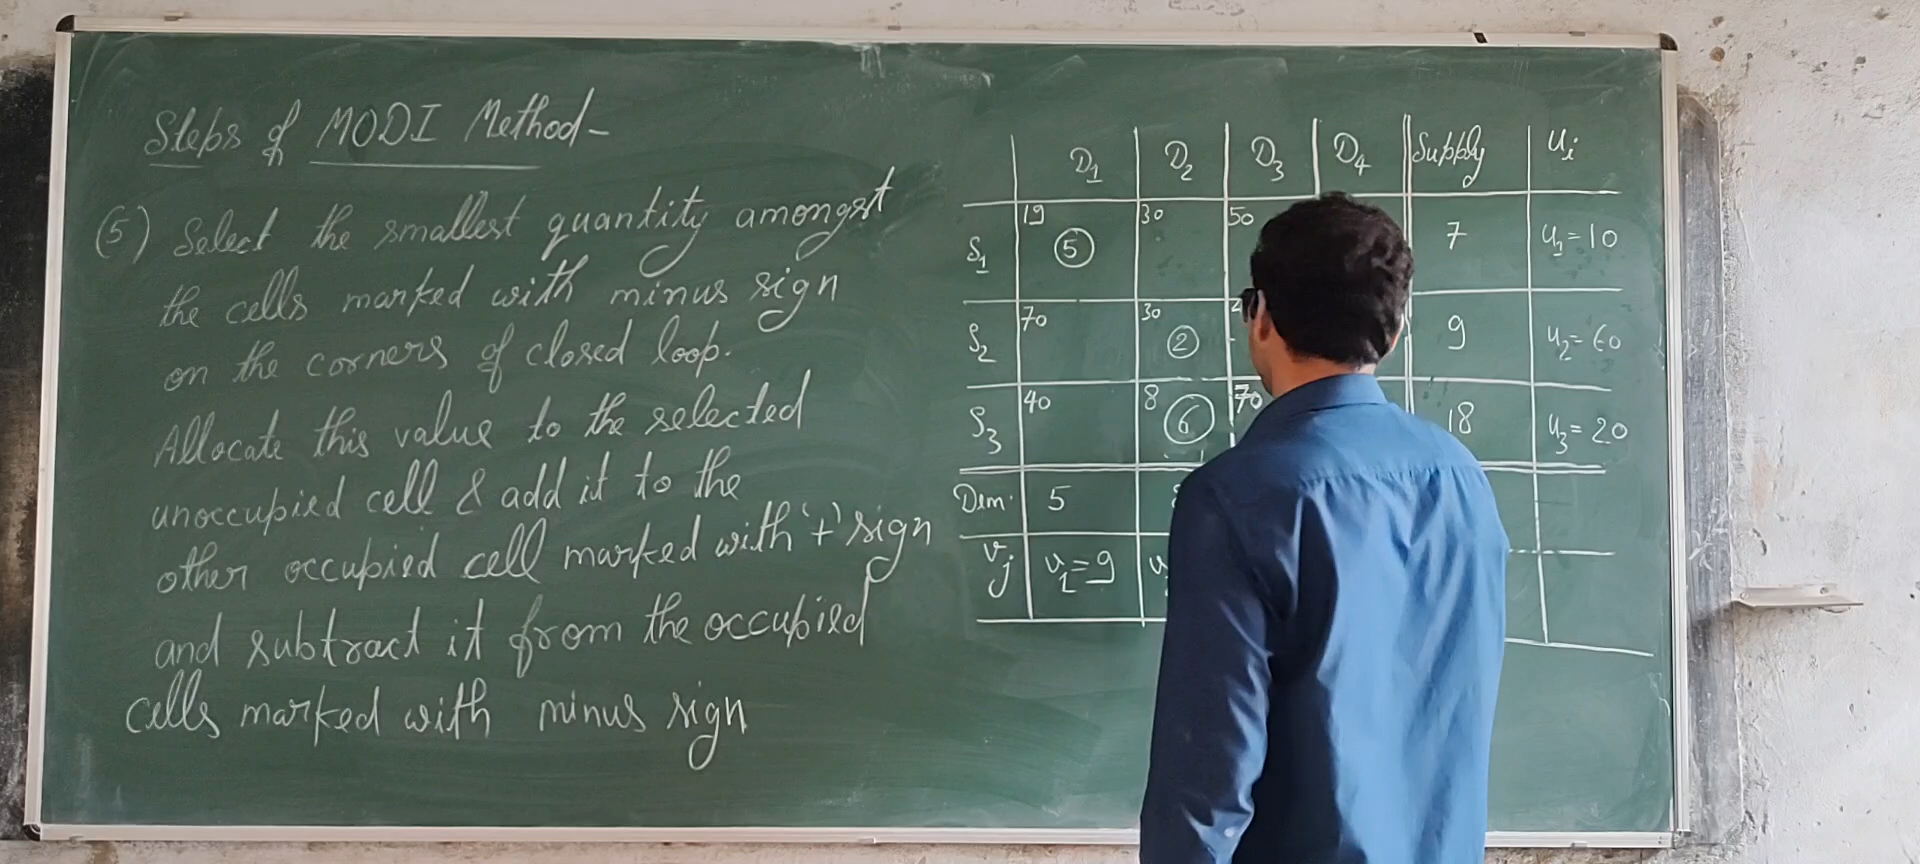 Steps of MODI Method-
(5) Select the smallest quantity amongst
the cells marked with minus sign
on the corners of closed loop.
Allocate this value to the selected
unoccupied cell & add it to the
other occupied cell marked with '+' sign
and subtract it from the occupied
cells marked with minus sign
D1 D2 D3 D4 Supply ui
S1 19 5 30 50 7 u1=10
S2 70 30 2 9 u2=60
S3 40 8 6 70 18 u3=20
Dem. 5
vj v1=9